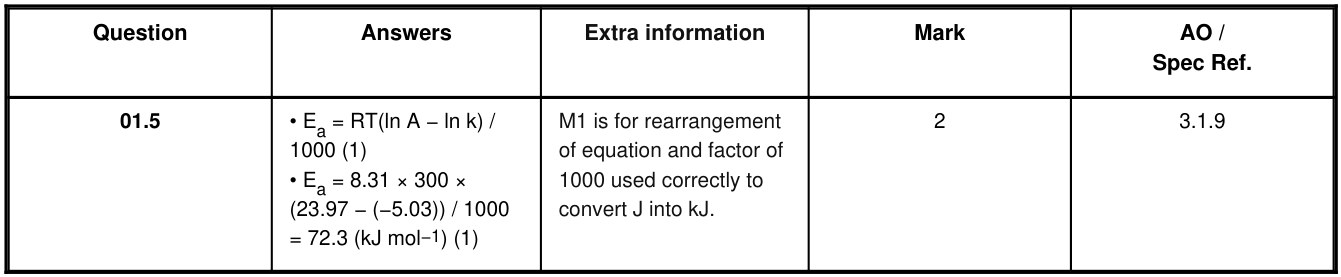 Question Answers Extra information Mark AO /
Spec Ref.
01.5
• Ea = RT(ln A − ln k) /
1000 (1)
• Ea = 8.31 × 300 ×
(23.97 − (−5.03)) / 1000
= 72.3 (kJ mol−1) (1)
M1 is for rearrangement
of equation and factor of
1000 used correctly to
convert J into kJ.
2
3.1.9